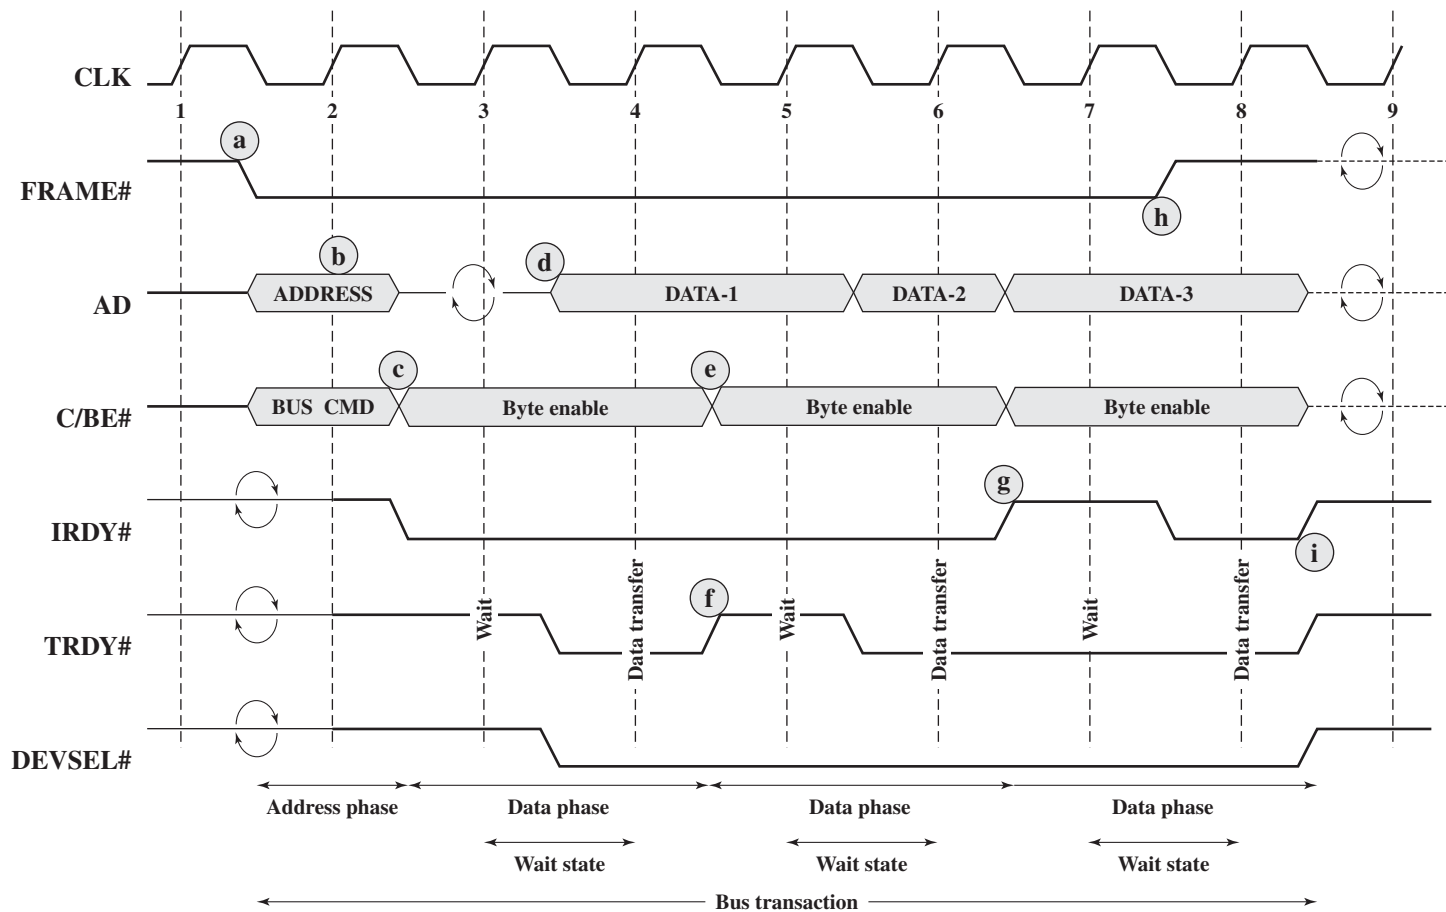 CLK
1 2 3 4 5 6 7 8 9
a
FRAME#
h
b
d
ADDRESS DATA-1 DATA-2 DATA-3
AD
c
e
BUS CMD Byte enable Byte enable Byte enable
C/BE#
g
IRDY#
i
f
Wait
Data transfer
Wait
Data transfer
Wait
Data transfer
TRDY#
DEVSEL#
Address phase Data phase Data phase Data phase
Wait state Wait state Wait state
Bus transaction